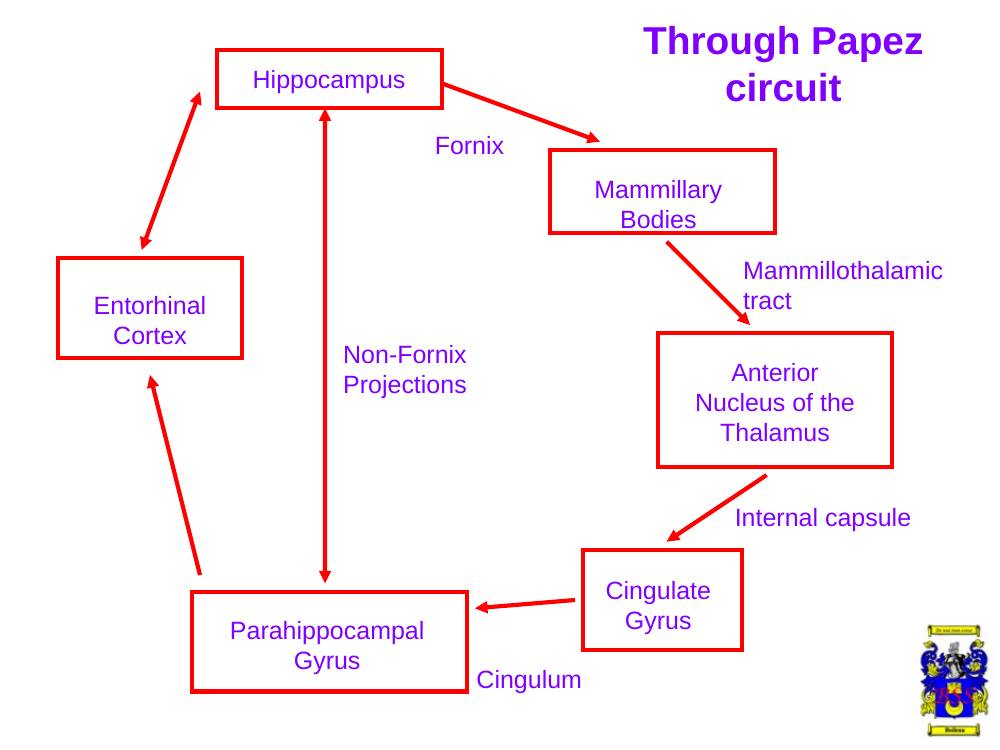 Through Papez
circuit
Hippocampus
Fornix
Mammillary
Bodies
Mammillothalamic
tract
Entorhinal
Cortex
Non-Fornix
Projections
Anterior
Nucleus of the
Thalamus
Internal capsule
Cingulate
Gyrus
Parahippocampal
Gyrus
Cingulum